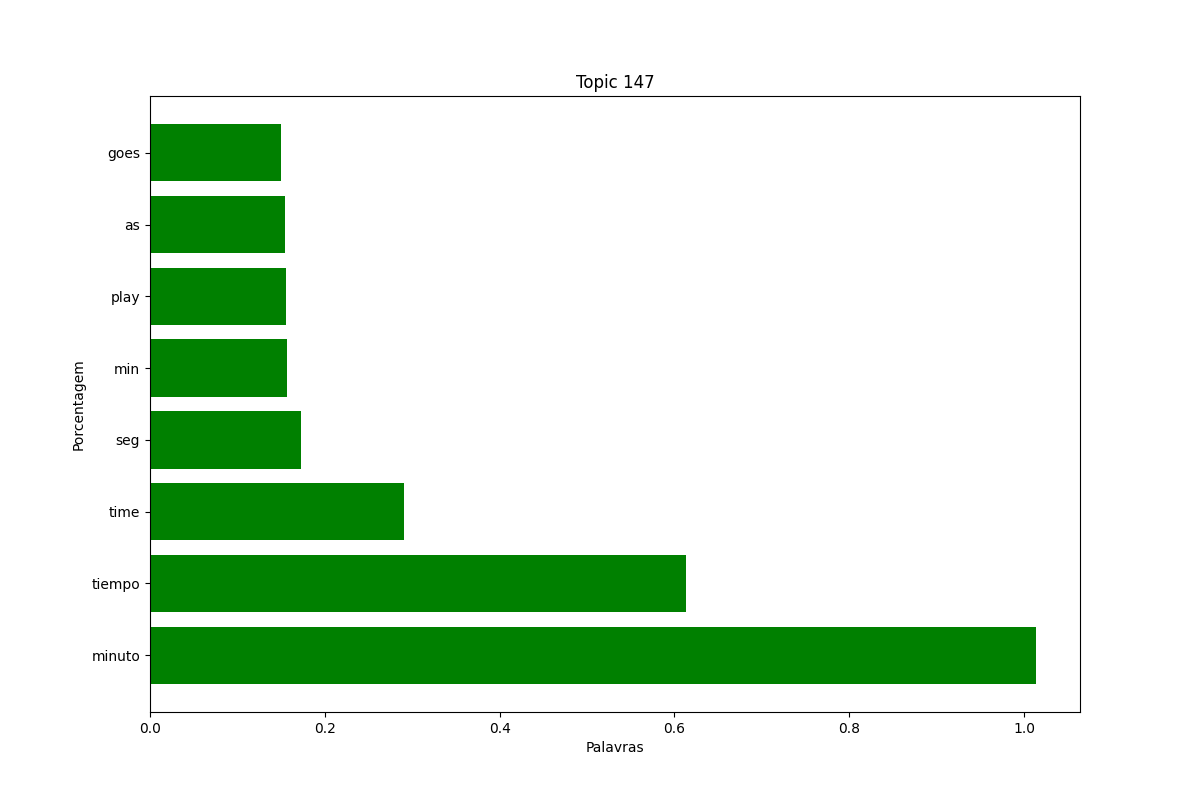 Topic 147
goes
as
play
min
seg
time
tiempo
minuto
Porcentagem
0.0 0.2 0.4 0.6 0.8 1.0
Palavras